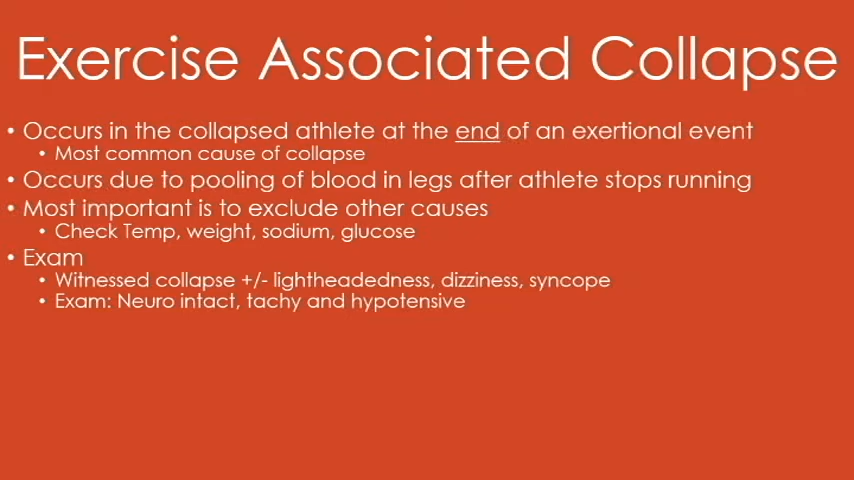 Exercise Associated Collapse
• Occurs in the collapsed athlete at the end of an exertional event
• Most common cause of collapse
• Occurs due to pooling of blood in legs after athlete stops running
• Most important is to exclude other causes
• Check Temp, weight, sodium, glucose
• Exam
• Witnessed collapse +/- lightheadedness, dizziness, syncope
• Exam: Neuro intact, tachy and hypotensive